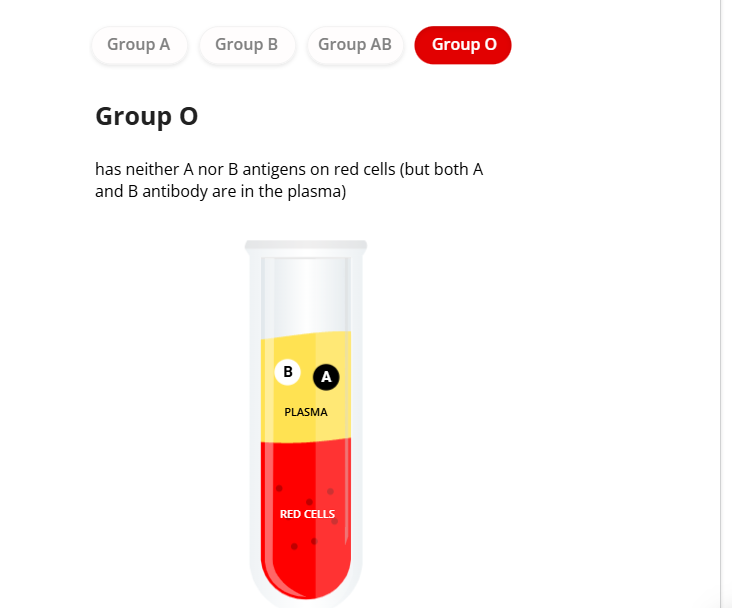 Group A Group B Group AB Group O
Group O
has neither A nor B antigens on red cells (but both A
and B antibody are in the plasma)
B A
PLASMA
RED CELLS